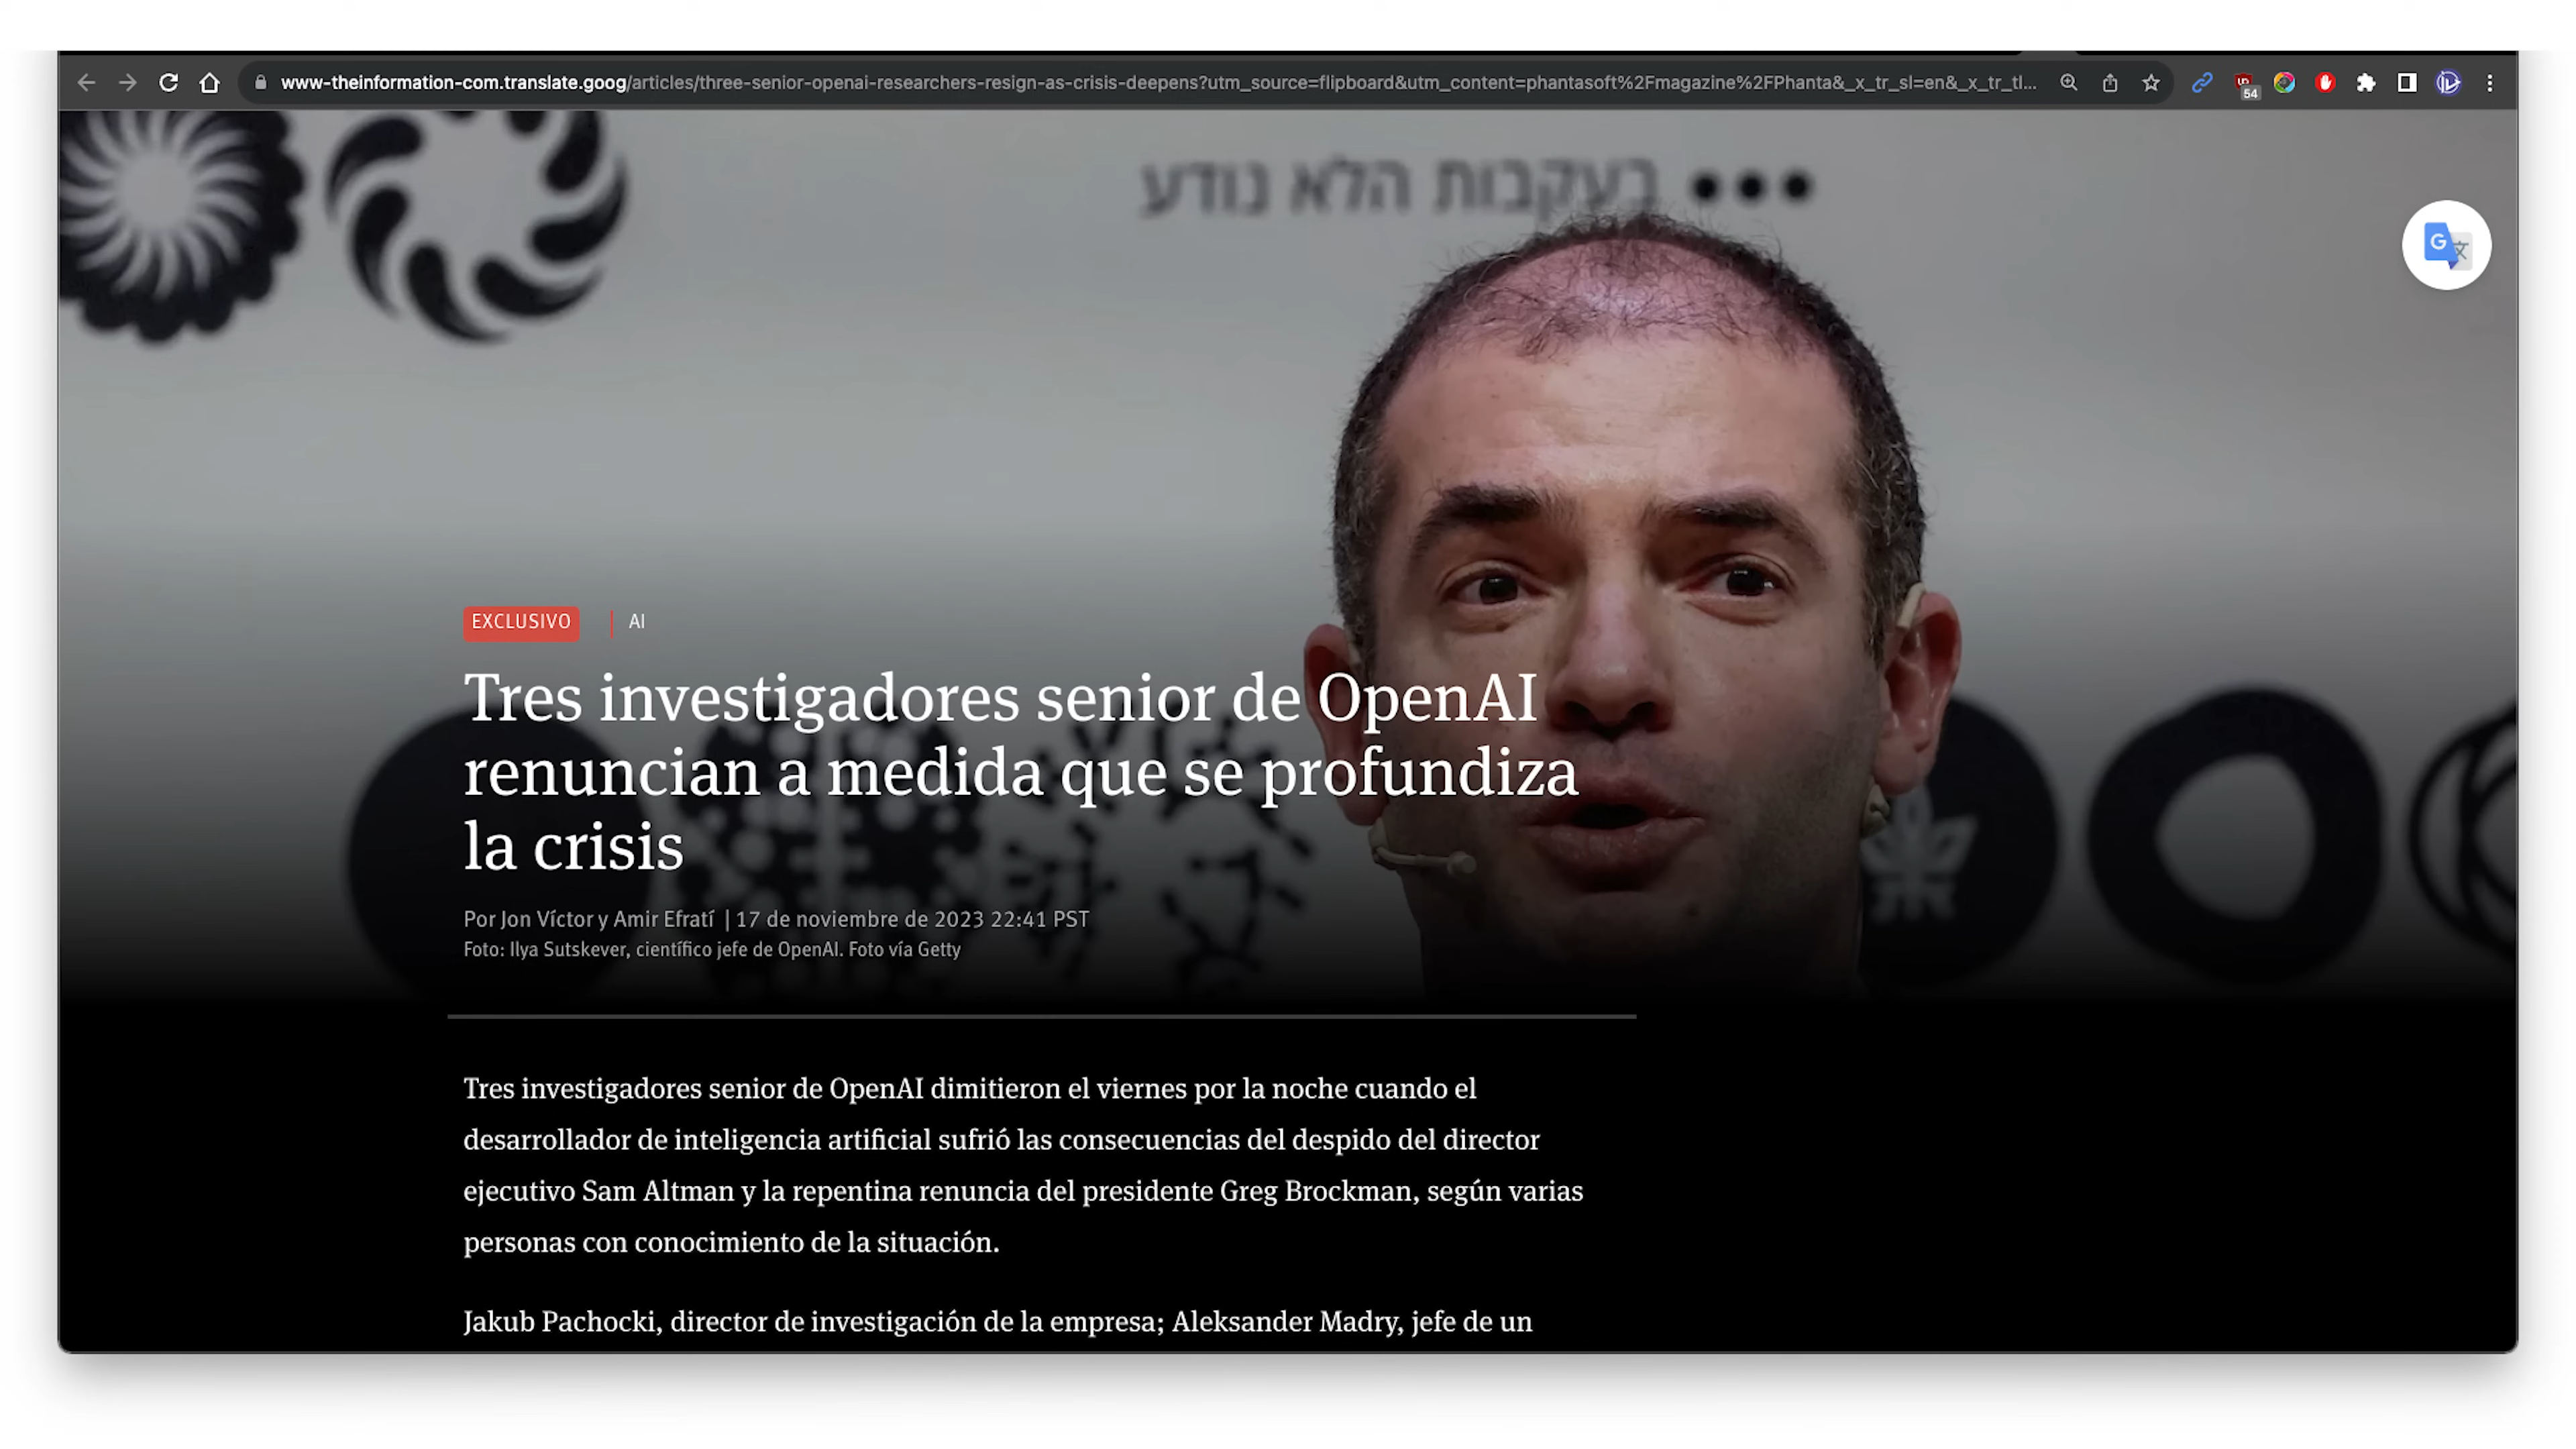 www-theinformation-com.translate.goog/articles/three-senior-openai-researchers-resign-as-crisis-deepens?utm_source=flipboard&utm_content=phantasoft%2Fmagazine%2FPhanta&_x_tr_sl=en&_x_tr_tl...
54
בעקבות הלא נודע •••
G
EXCLUSIVO | AI
Tres investigadores senior de OpenAI
renuncian a medida que se profundiza
la crisis
Por Jon Víctor y Amir Efratí | 17 de noviembre de 2023 22:41 PST
Foto: Ilya Sutskever, científico jefe de OpenAI. Foto vía Getty
Tres investigadores senior de OpenAI dimitieron el viernes por la noche cuando el
desarrollador de inteligencia artificial sufrió las consecuencias del despido del director
ejecutivo Sam Altman y la repentina renuncia del presidente Greg Brockman, según varias
personas con conocimiento de la situación.
Jakub Pachocki, director de investigación de la empresa; Aleksander Madry, jefe de un